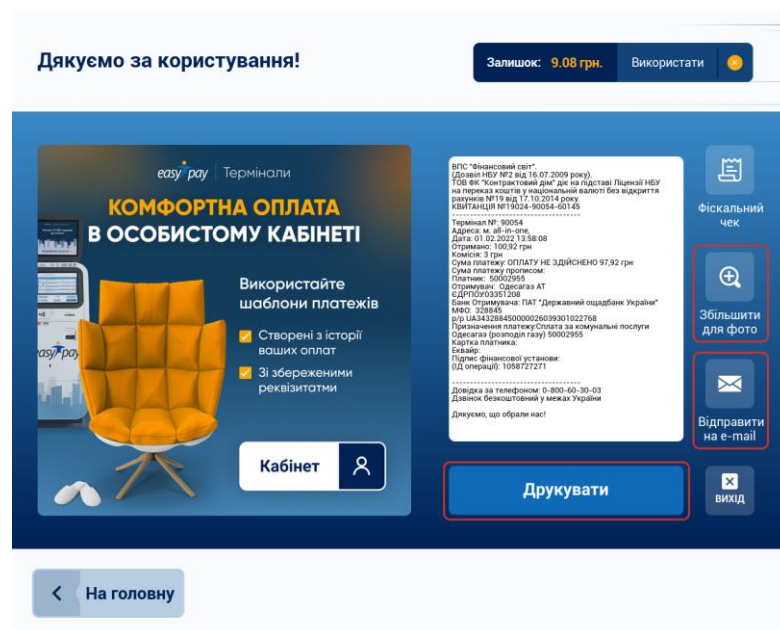 Дякуємо за користування!
Залишок: 9.08 грн. Використати
easy pay Термінали
КОМФОРТНА ОПЛАТА
В ОСОБИСТОМУ КАБІНЕТІ
Використайте
шаблони платежів
Створені з історії
ваших оплат
Зі збереженими
реквізитатми
Кабінет
easy pay
ВПС "Фінансовий світ".
(Дозвіл НБУ №2 від 16.07.2009 року).
ТОВ ФК "Контрактовий дім" діє на підставі Ліцензії НБУ
на переказ коштів у національній валюті без відкриття
рахунків №19 від 17.10.2014 року.
КВИТАНЦІЯ №19024-90054-60145
Термінал №: 90054
Адреса: м. all-in-one,
Дата: 01.02.2022 13:58:08
Отримано: 100,92 грн
Комісія: 3 грн
Сума платежу: ОПЛАТУ НЕ ЗДІЙСНЕНО 97,92 грн
Сума платежу прописом:
Платник: 50002955
Отримувач: Одесагаз АТ
ЄДРПОУ:03351208
Банк Отримувача: ПАТ "Державний ощадбанк України"
МФО: 328845
р/р UA343288450000026039301022768
Призначення платежу:Сплата за комунальні послуги
Одесагаз (розподіл газу) 50002955
Картка платника:
Еквайр:
Підпис фінансової установи:
(ІД операції): 1058727271
Довідка за телефоном: 0-800-60-30-03
Дзвінок безкоштовний у межах України
Дякуємо, що обрали нас!
Друкувати
Фіскальний
чек
Збільшити
для фото
Відправити
на e-mail
ВИХІД
На головну